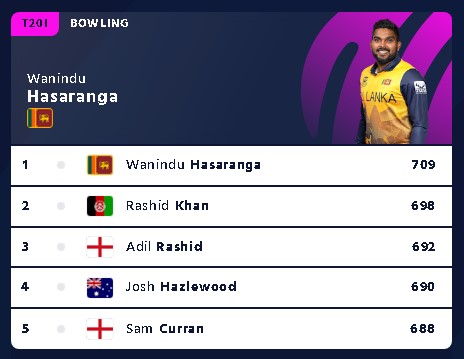 T20I BOWLING
Wanindu
Hasaranga
LANKA
1 Wanindu Hasaranga 709
2 Rashid Khan 698
3 Adil Rashid 692
4 Josh Hazlewood 690
5 Sam Curran 688